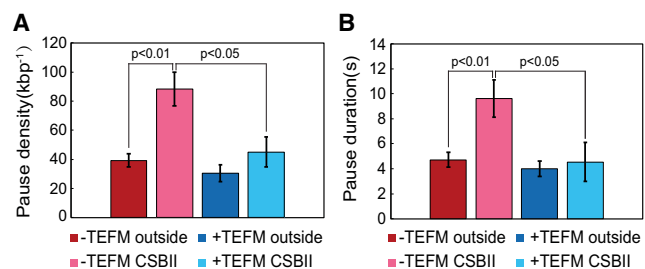 A
Pause density(kbp-1)
120
100
80
60
40
20
0
p<0.01
p<0.05
-TEFM outside
+TEFM outside
-TEFM CSBII
+TEFM CSBII
B
Pause duration(s)
14
12
10
8
6
4
2
0
p<0.01
p<0.05
-TEFM outside
+TEFM outside
-TEFM CSBII
+TEFM CSBII